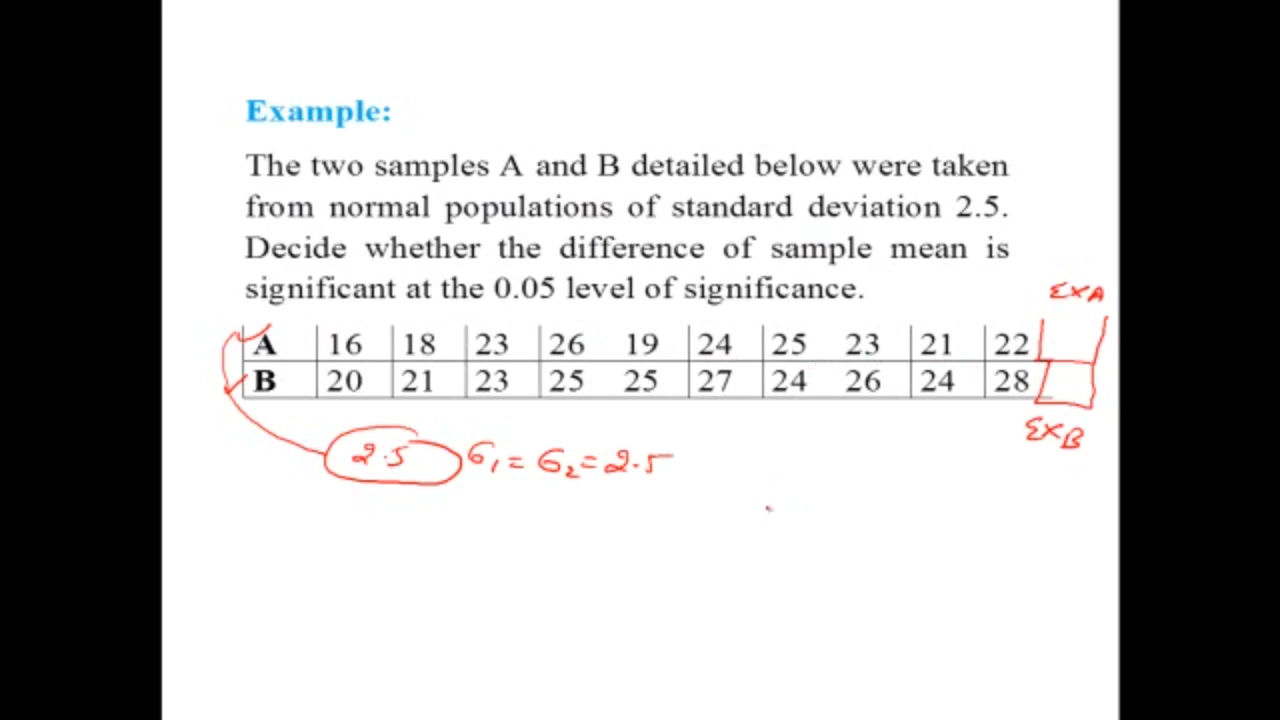 Example:
The two samples A and B detailed below were taken
from normal populations of standard deviation 2.5.
Decide whether the difference of sample mean is
significant at the 0.05 level of significance.
ΣxA
A 16 18 23 26 19 24 25 23 21 22
B 20 21 23 25 25 27 24 26 24 28
ΣxB
2.5 σ₁ = σ₂ = 2.5